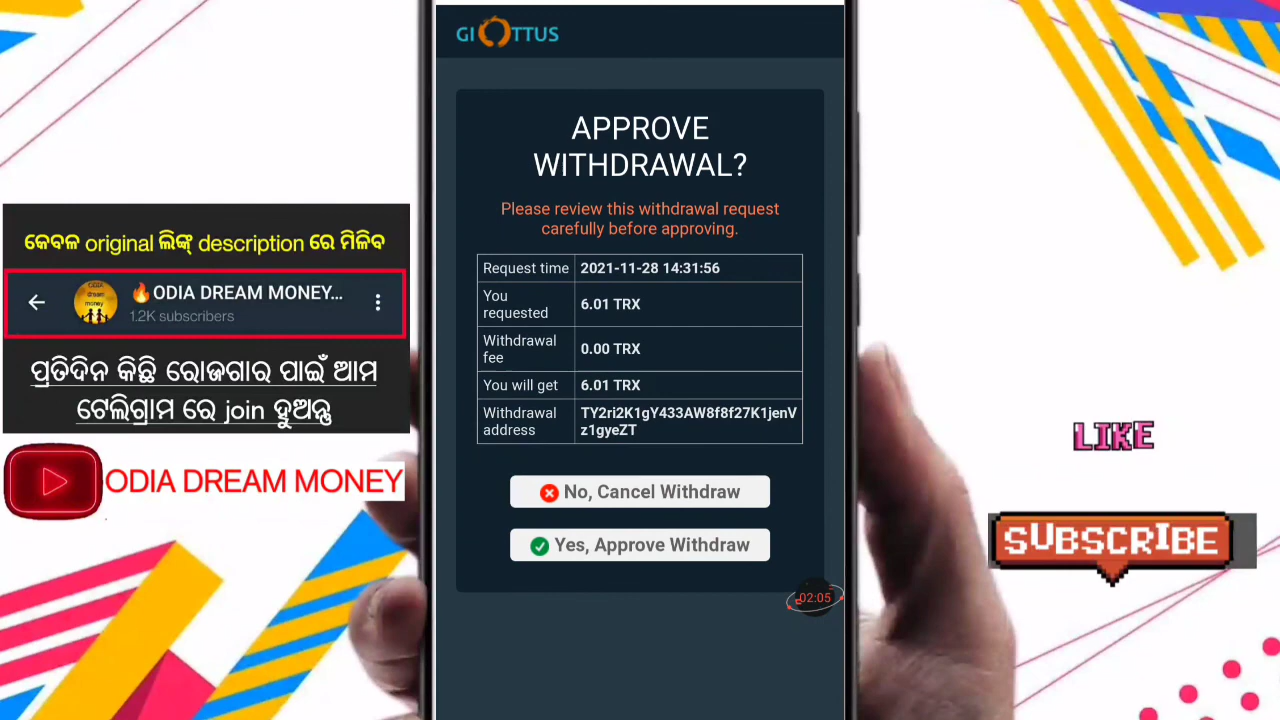 କେବଳ original ଲିଙ୍କ୍ description ରେ ମିଳିବ
🔥ODIA DREAM MONEY...
1.2K subscribers
ODIA
dream
money
ପ୍ରତିଦିନ କିଛି ରୋଜଗାର ପାଇଁ ଆମ
ଟେଲିଗ୍ରାମ ରେ join ହୁଅନ୍ତୁ
ODIA DREAM MONEY
GIOTTUS
APPROVE
WITHDRAWAL?
Please review this withdrawal request
carefully before approving.
Request time 2021-11-28 14:31:56
You
requested 6.01 TRX
Withdrawal
fee 0.00 TRX
You will get 6.01 TRX
Withdrawal TY2ri2K1gY433AW8f8f27K1jenV
address z1gyeZT
No, Cancel Withdraw
Yes, Approve Withdraw
02:05
LIKE
SUBSCRIBE